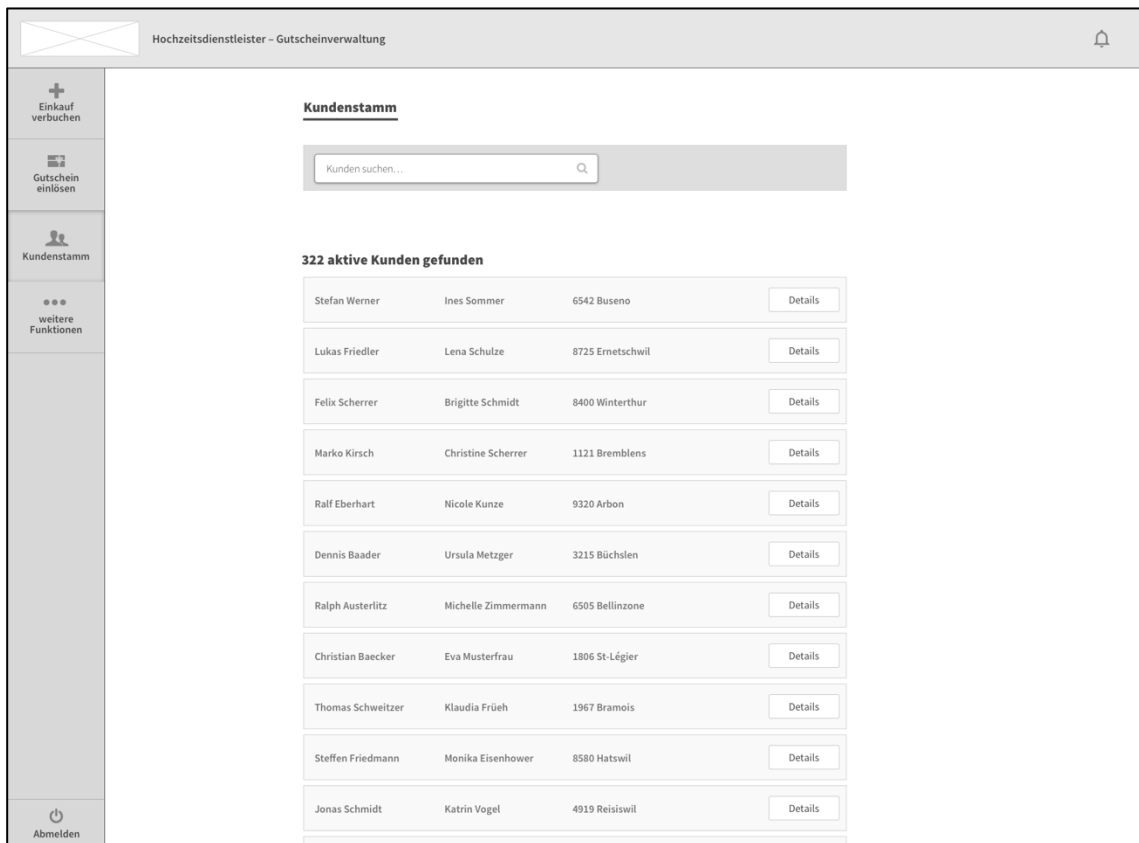 Hochzeitsdienstleister – Gutscheinverwaltung
Einkauf
verbuchen
Gutschein
einlösen
Kundenstamm
weitere
Funktionen
Abmelden
Kundenstamm
Kunden suchen…
322 aktive Kunden gefunden
Stefan Werner Ines Sommer 6542 Buseno Details
Lukas Friedler Lena Schulze 8725 Ernetschwil Details
Felix Scherrer Brigitte Schmidt 8400 Winterthur Details
Marko Kirsch Christine Scherrer 1121 Bremblens Details
Ralf Eberhart Nicole Kunze 9320 Arbon Details
Dennis Baader Ursula Metzger 3215 Büchslen Details
Ralph Austerlitz Michelle Zimmermann 6505 Bellinzone Details
Christian Baecker Eva Musterfrau 1806 St-Légier Details
Thomas Schweitzer Klaudia Früeh 1967 Bramois Details
Steffen Friedmann Monika Eisenhower 8580 Hatswil Details
Jonas Schmidt Katrin Vogel 4919 Reisiswil Details